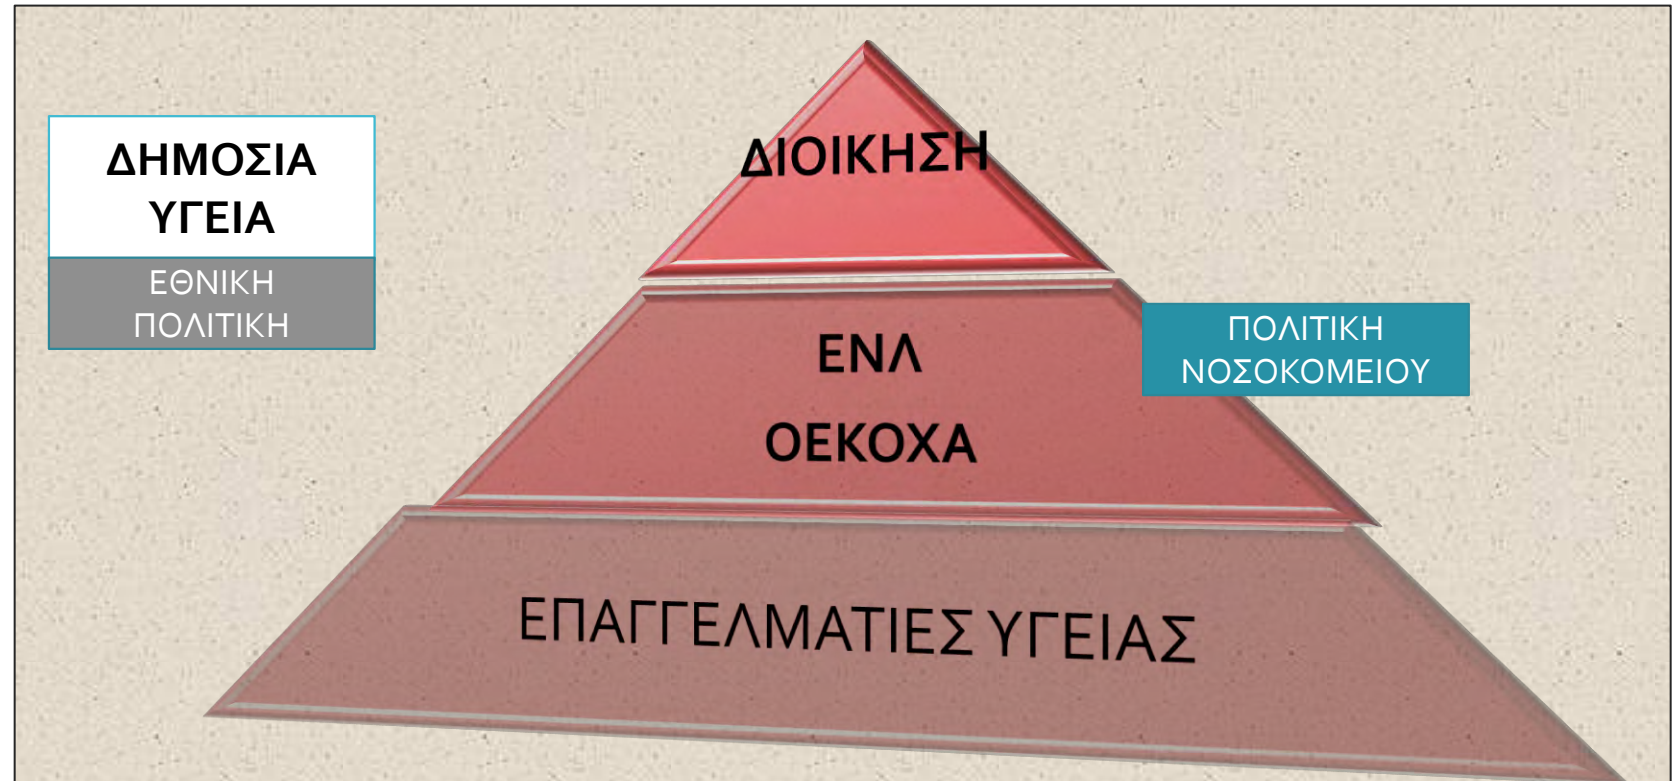 ΔΗΜΟΣΙΑ
ΥΓΕΙΑ
ΕΘΝΙΚΗ
ΠΟΛΙΤΙΚΗ
ΔΙΟΙΚΗΣΗ
ΕΝΛ
ΟΕΚΟΧΑ
ΠΟΛΙΤΙΚΗ
ΝΟΣΟΚΟΜΕΙΟΥ
ΕΠΑΓΓΕΛΜΑΤΙΕΣ ΥΓΕΙΑΣ